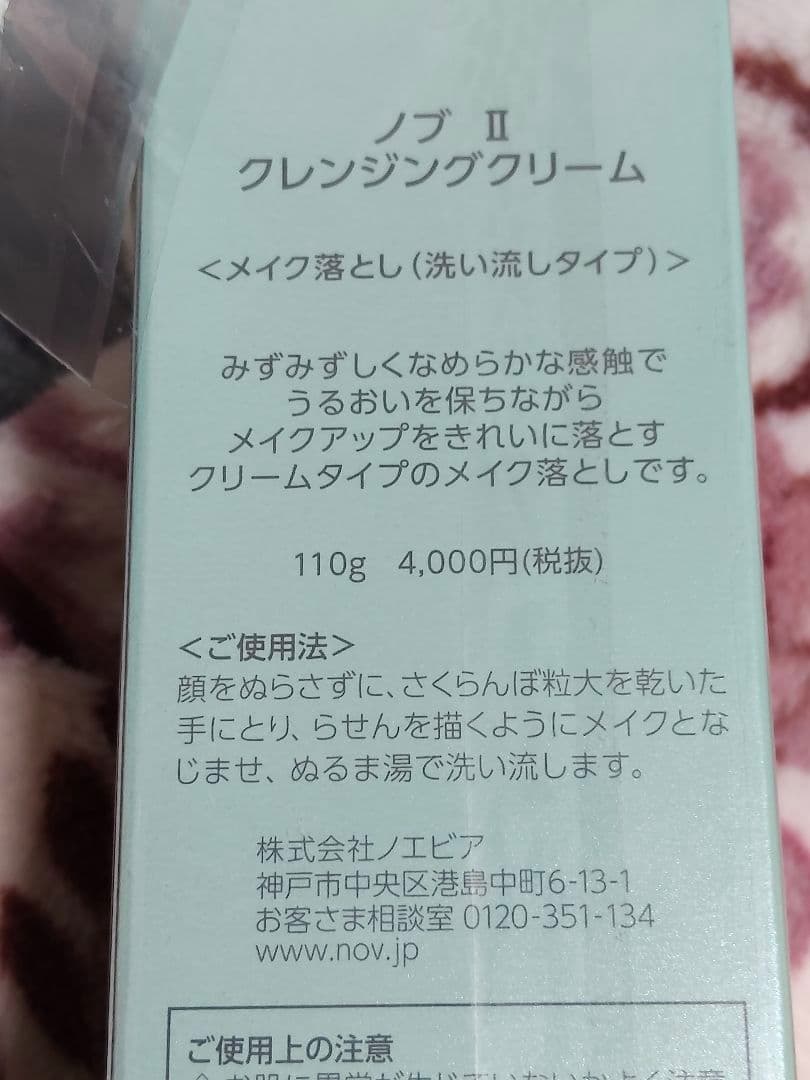 ノブ Ⅱ
クレンジングクリーム
＜メイク落とし(洗い流しタイプ)＞
みずみずしくなめらかな感触で
うるおいを保ちながら
メイクアップをきれいに落とす
クリームタイプのメイク落としです。
110g 4,000円(税抜)
＜ご使用法＞
顔をぬらさずに、さくらんぼ粒大を乾いた
手にとり、らせんを描くようにメイクとな
じませ、ぬるま湯で洗い流します。
株式会社ノエビア
神戸市中央区港島中町6-13-1
お客さま相談室 0120-351-134
www.nov.jp
ご使用上の注意